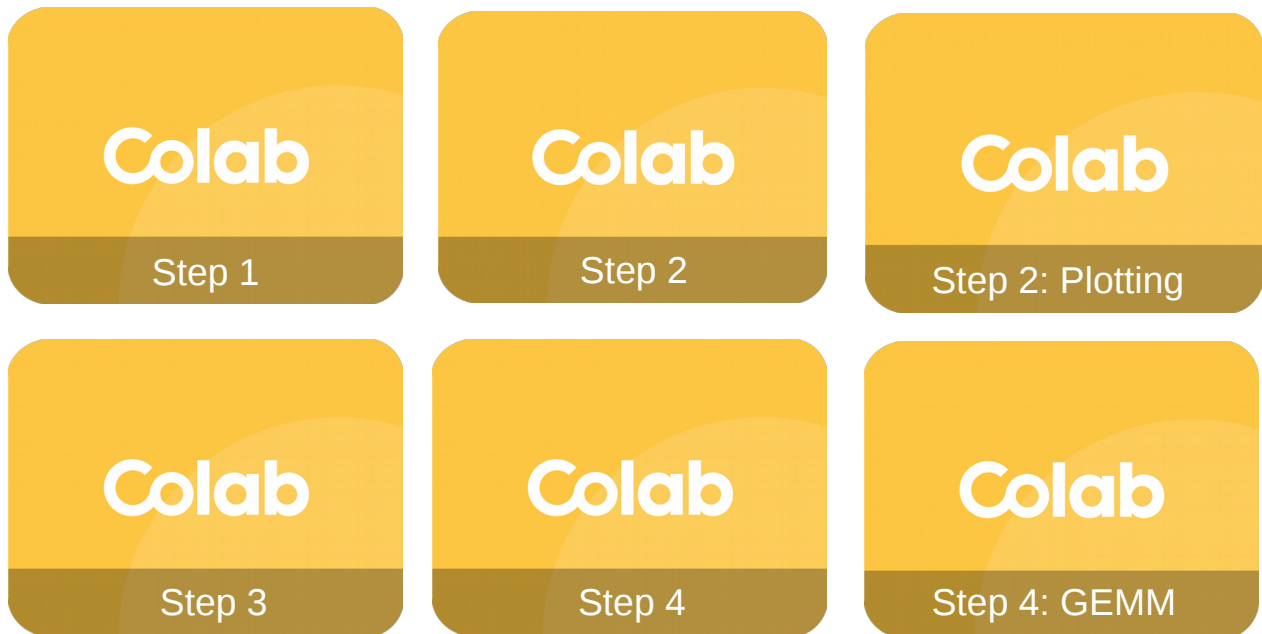 Colab
Step 1
Colab
Step 2
Colab
Step 2: Plotting
Colab
Step 3
Colab
Step 4
Colab
Step 4: GEMM